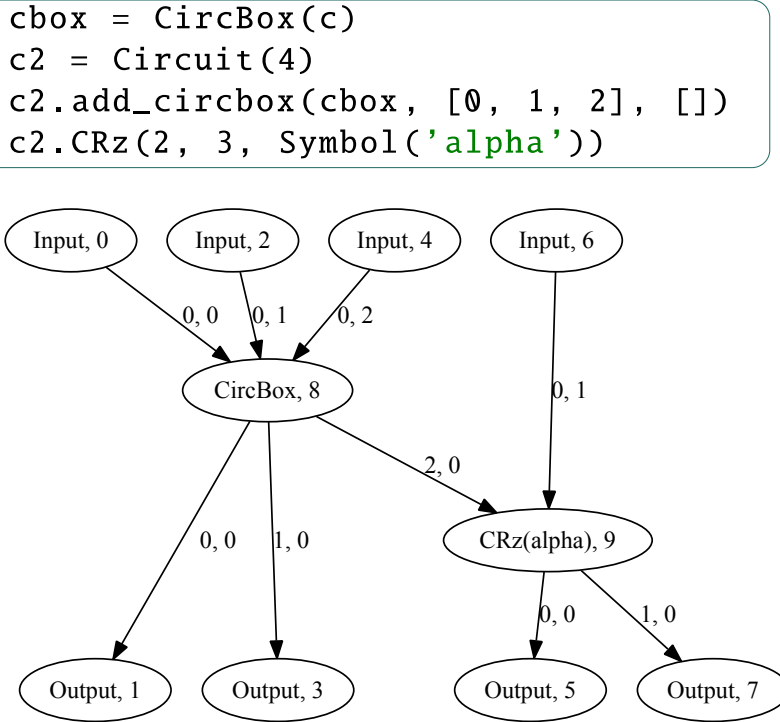 cbox = CircBox(c)
c2 = Circuit(4)
c2.add_circbox(cbox, [0, 1, 2], [])
c2.CRz(2, 3, Symbol('alpha'))
Input, 0
Input, 2
Input, 4
Input, 6
0, 0
0, 1
0, 2
CircBox, 8
0, 1
2, 0
0, 0
1, 0
CRz(alpha), 9
0, 0
1, 0
Output, 1
Output, 3
Output, 5
Output, 7